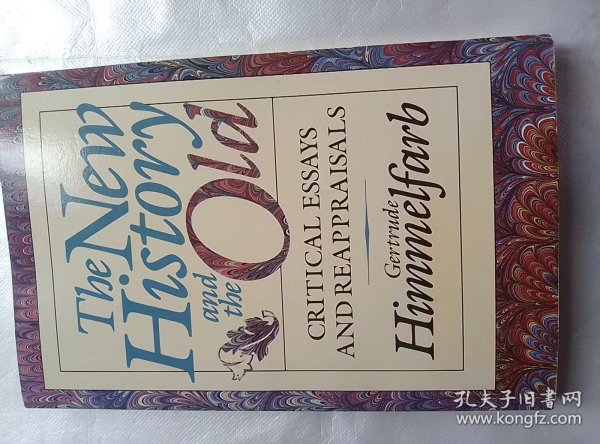 The New
History
and
the Old
CRITICAL ESSAYS
AND REAPPRAISALS
Gertrude
Himmelfarb
孔夫子旧书网
www.kongfz.com